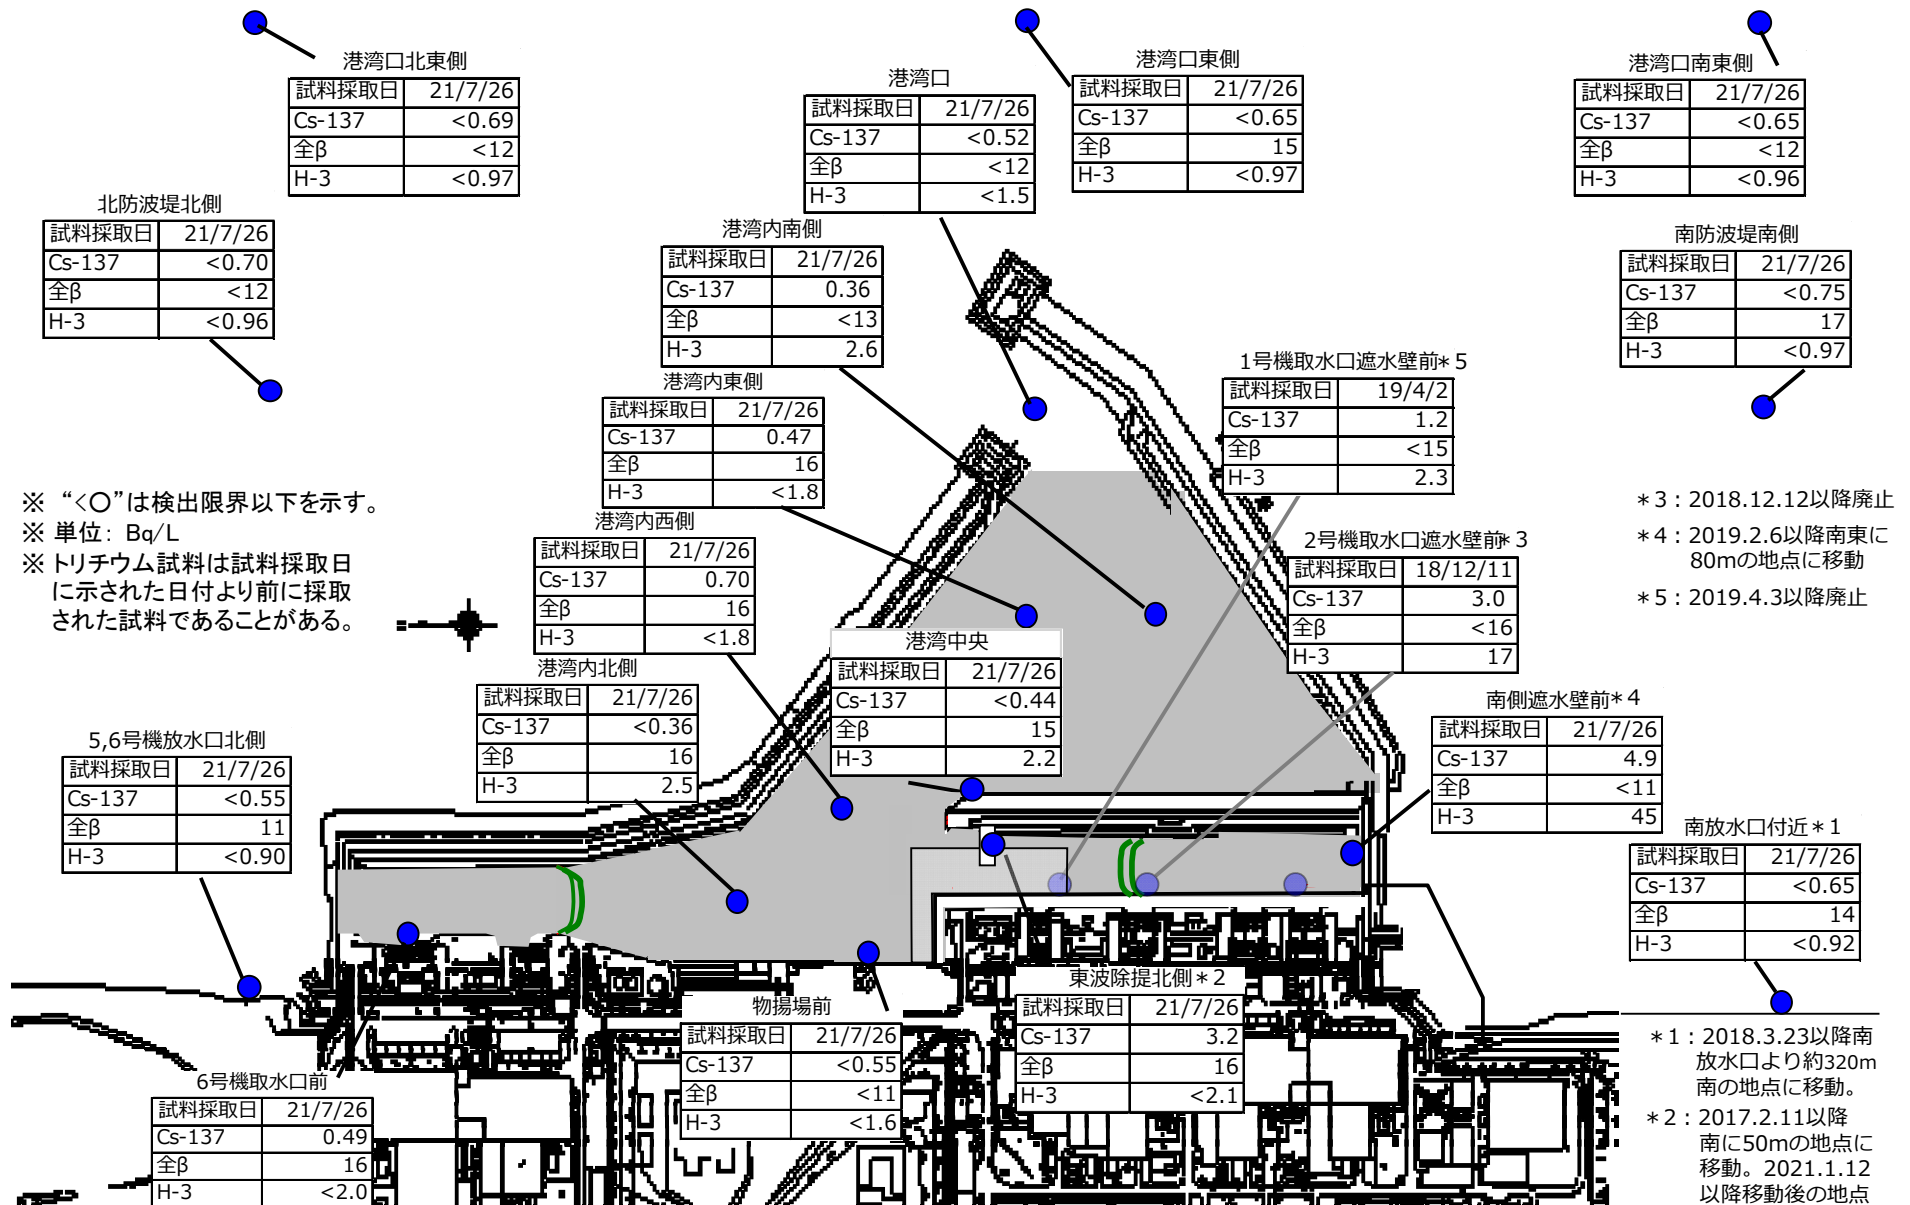 港湾口北東側
試料採取日 21/7/26
Cs-137 <0.69
全β <12
H-3 <0.97
港湾口
試料採取日 21/7/26
Cs-137 <0.52
全β <12
H-3 <1.5
港湾口東側
試料採取日 21/7/26
Cs-137 <0.65
全β 15
H-3 <0.97
港湾口南東側
試料採取日 21/7/26
Cs-137 <0.65
全β <12
H-3 <0.96
北防波堤北側
試料採取日 21/7/26
Cs-137 <0.70
全β <12
H-3 <0.96
港湾内南側
試料採取日 21/7/26
Cs-137 0.36
全β <13
H-3 2.6
南防波堤南側
試料採取日 21/7/26
Cs-137 <0.75
全β 17
H-3 <0.97
港湾内東側
試料採取日 21/7/26
Cs-137 0.47
全β 16
H-3 <1.8
1号機取水口遮水壁前*5
試料採取日 19/4/2
Cs-137 1.2
全β <15
H-3 2.3
※ “<○”は検出限界以下を示す。
※ 単位: Bq/L
※ トリチウム試料は試料採取日
に示された日付より前に採取
された試料であることがある。
港湾内西側
試料採取日 21/7/26
Cs-137 0.70
全β 16
H-3 <1.8
2号機取水口遮水壁前*3
試料採取日 18/12/11
Cs-137 3.0
全β <16
H-3 17
*3:2018.12.12以降廃止
*4:2019.2.6以降南東に
80mの地点に移動
*5:2019.4.3以降廃止
港湾内北側
試料採取日 21/7/26
Cs-137 <0.36
全β 16
H-3 2.5
港湾中央
試料採取日 21/7/26
Cs-137 <0.44
全β 15
H-3 2.2
南側遮水壁前*4
試料採取日 21/7/26
Cs-137 4.9
全β <11
H-3 45
5,6号機放水口北側
試料採取日 21/7/26
Cs-137 <0.55
全β 11
H-3 <0.90
南放水口付近*1
試料採取日 21/7/26
Cs-137 <0.65
全β 14
H-3 <0.92
物揚場前
試料採取日 21/7/26
Cs-137 <0.55
全β <11
H-3 <1.6
東波除提北側*2
試料採取日 21/7/26
Cs-137 3.2
全β 16
H-3 <2.1
6号機取水口前
試料採取日 21/7/26
Cs-137 0.49
全β 16
H-3 <2.0
*1:2018.3.23以降南
放水口より約320m
南の地点に移動。
*2:2017.2.11以降
南に50mの地点に
移動。2021.1.12
以降移動後の地点